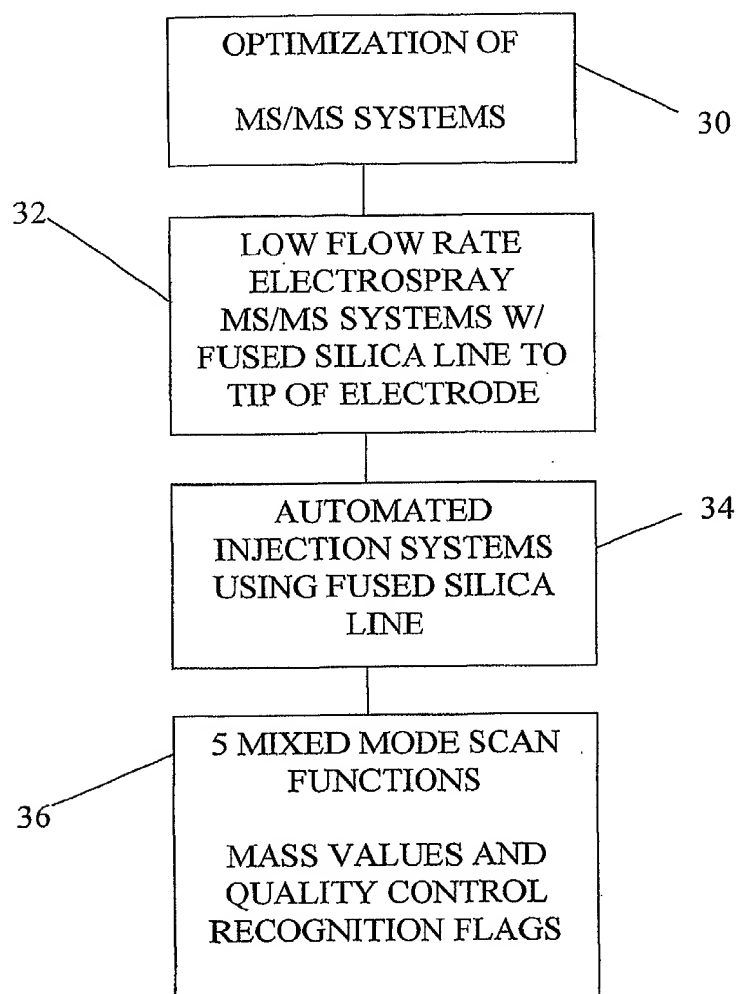 OPTIMIZATION OF
MS/MS SYSTEMS
30
32
LOW FLOW RATE
ELECTROSPRAY
MS/MS SYSTEMS W/
FUSED SILICA LINE TO
TIP OF ELECTRODE
34
AUTOMATED
INJECTION SYSTEMS
USING FUSED SILICA
LINE
36
5 MIXED MODE SCAN
FUNCTIONS
MASS VALUES AND
QUALITY CONTROL
RECOGNITION FLAGS